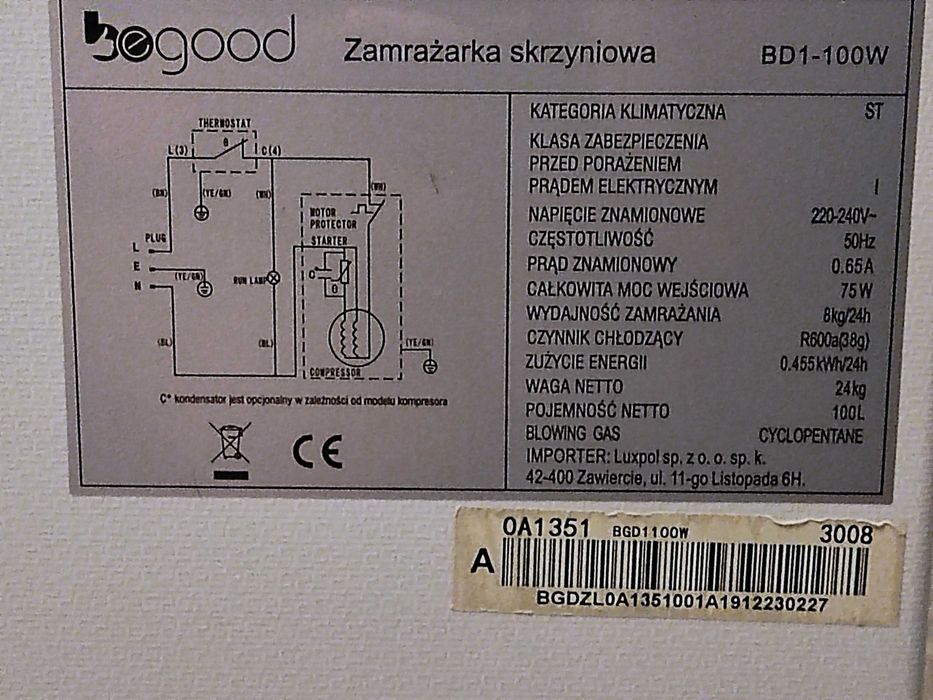 begood Zamrażarka skrzyniowa BD1-100W
THERMOSTAT
L(3) θ C(4)
(BN) (YE/GN) (WH) (WH)
MOTOR
PROTECTOR
STARTER
PLUG
L
E (YE/GN)
N
RUN LAMP
C*
θ
(BL) (BL) (YE/GN)
COMPRESSOR
C* kondensator jest opcjonalny w zależności od modelu kompresora
CE
KATEGORIA KLIMATYCZNA ST
KLASA ZABEZPIECZENIA
PRZED PORAŻENIEM
PRĄDEM ELEKTRYCZNYM I
NAPIĘCIE ZNAMIONOWE 220-240V~
CZĘSTOTLIWOŚĆ 50Hz
PRĄD ZNAMIONOWY 0.65A
CAŁKOWITA MOC WEJŚCIOWA 75W
WYDAJNOŚĆ ZAMRAŻANIA 8kg/24h
CZYNNIK CHŁODZĄCY R600a(38g)
ZUŻYCIE ENERGII 0.455kWh/24h
WAGA NETTO 24kg
POJEMNOŚĆ NETTO 100L
BLOWING GAS CYCLOPENTANE
IMPORTER: Luxpol sp. z o. o. sp. k.
42-400 Zawiercie, ul. 11-go Listopada 6H.
0A1351 BGD1100W 3008
A
BGDZL0A1351001A1912230227